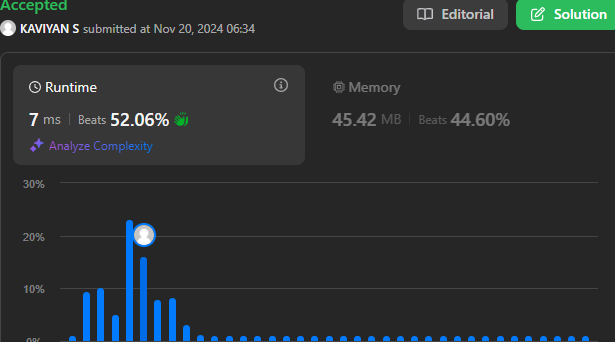 Accepted
Editorial
Solution
KAVIYAN S submitted at Nov 20, 2024 06:34
Runtime
7 ms | Beats 52.06%
Analyze Complexity
Memory
45.42 MB | Beats 44.60%
30%
20%
10%
0%